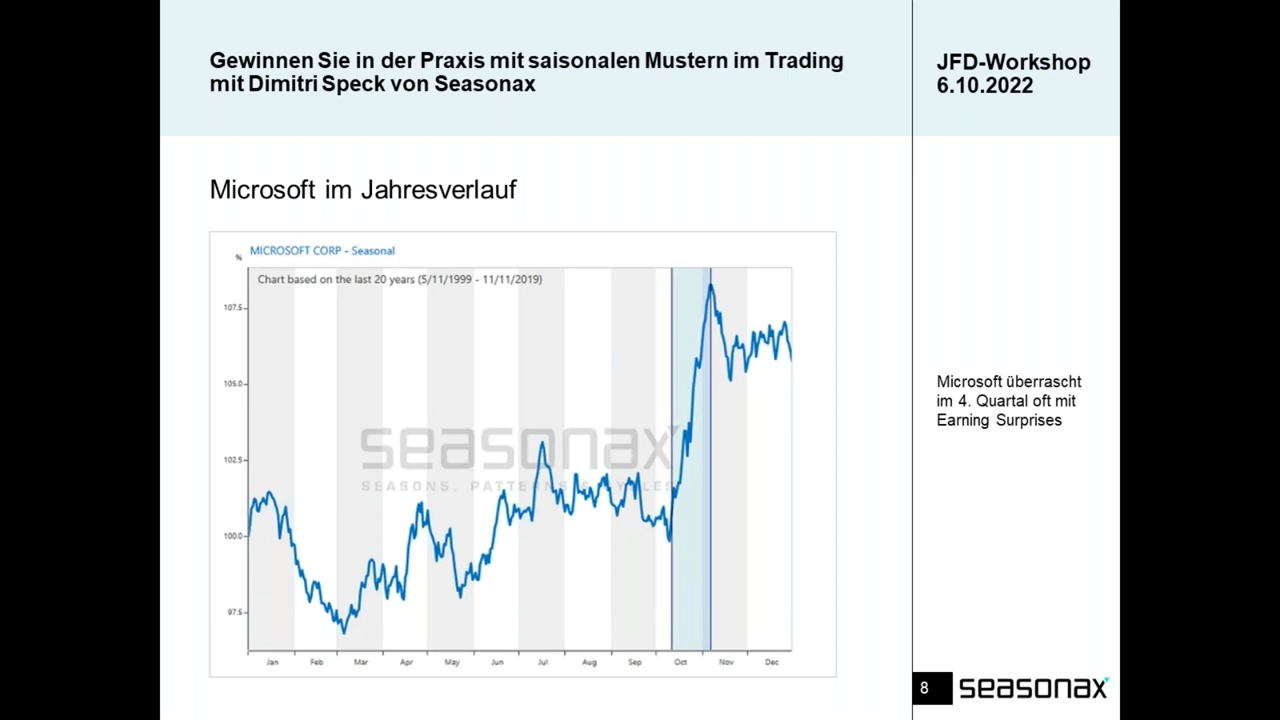 Gewinnen Sie in der Praxis mit saisonalen Mustern im Trading
mit Dimitri Speck von Seasonax
JFD-Workshop
6.10.2022
Microsoft im Jahresverlauf
MICROSOFT CORP - Seasonal
%
Chart based on the last 20 years (5/11/1999 - 11/11/2019)
107.5
105.0
102.5
100.0
97.5
seasonax
SEASONS, PATTERNS & CYCLES
Jan Feb Mar Apr May Jun Jul Aug Sep Oct Nov Dec
Microsoft überrascht
im 4. Quartal oft mit
Earning Surprises
8
seasonax